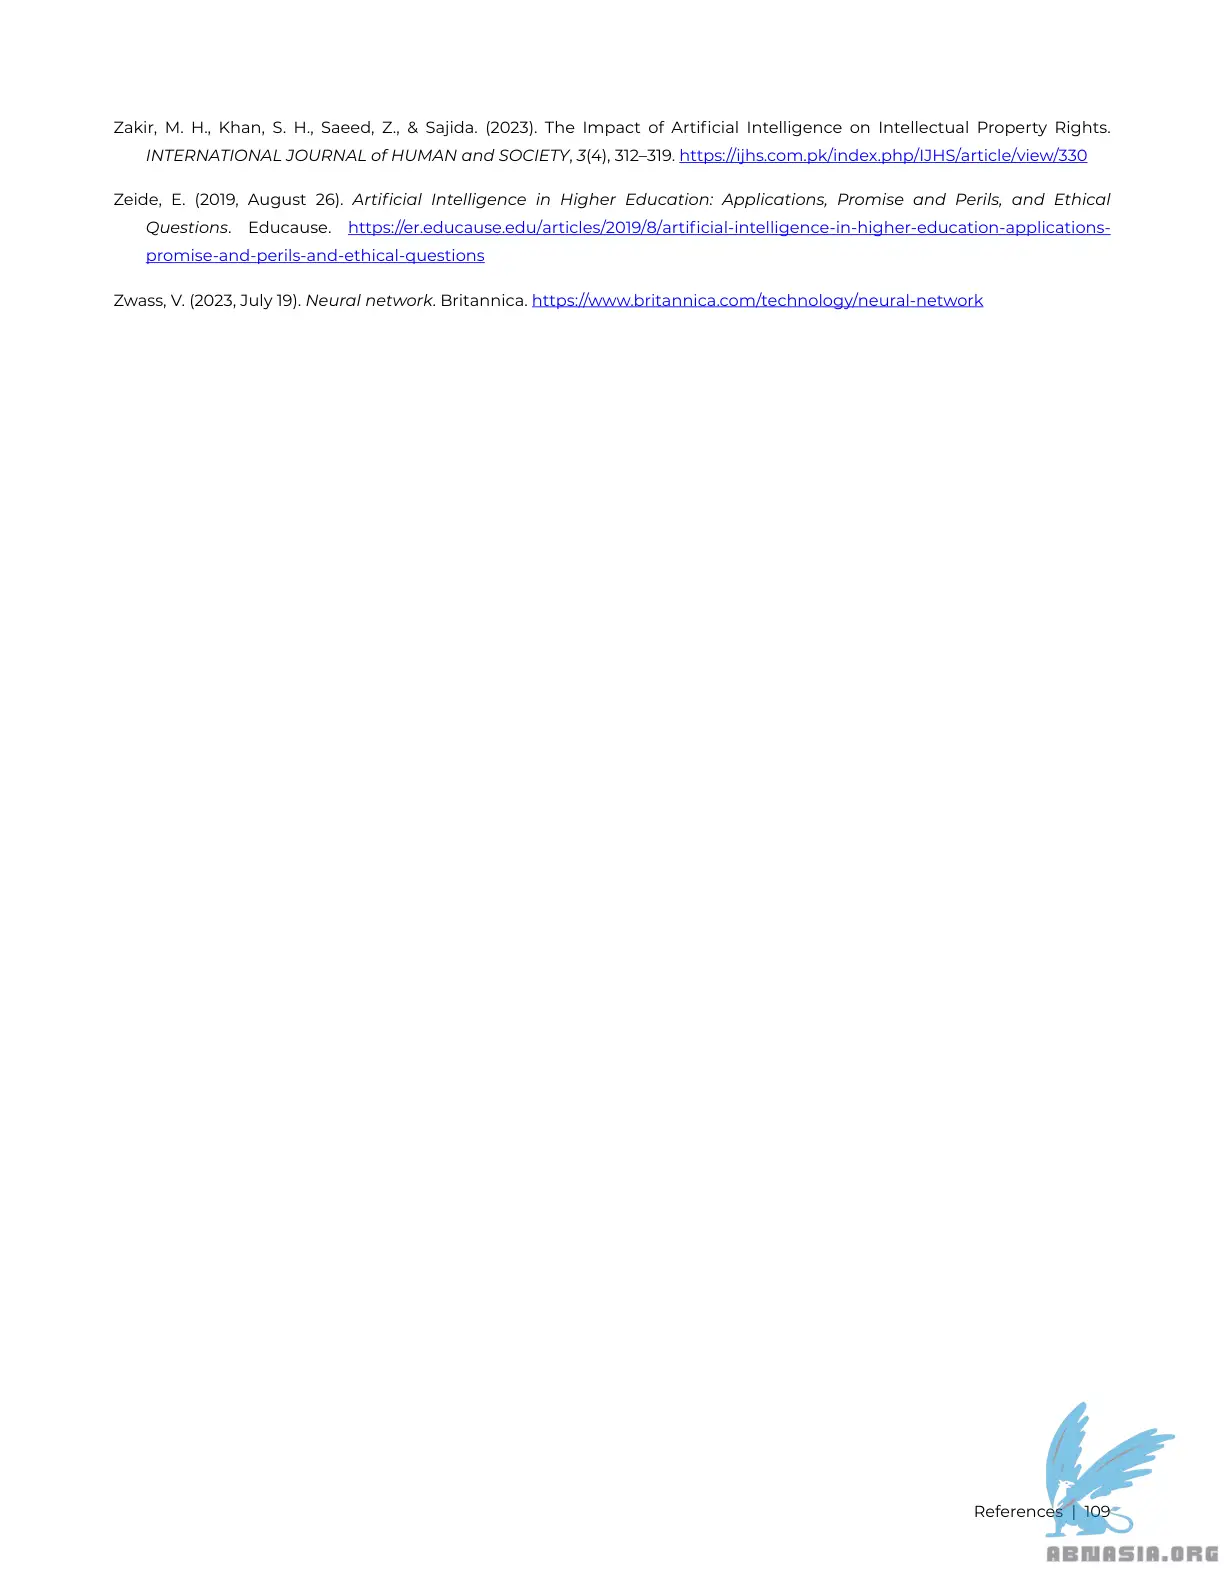 Zakir, M. H., Khan, S. H., Saeed, Z., & Sajida. (2023). The Impact of Artificial Intelligence on Intellectual Property Rights.
INTERNATIONAL JOURNAL of HUMAN and SOCIETY, 3(4), 312–319. https://ijhs.com.pk/index.php/IJHS/article/view/330
Zeide, E. (2019, August 26). Artificial Intelligence in Higher Education: Applications, Promise and Perils, and Ethical
Questions. Educause. https://er.educause.edu/articles/2019/8/artificial-intelligence-in-higher-education-applications-
promise-and-perils-and-ethical-questions
Zwass, V. (2023, July 19). Neural network. Britannica. https://www.britannica.com/technology/neural-network
References | 109
ABNASIA.ORG